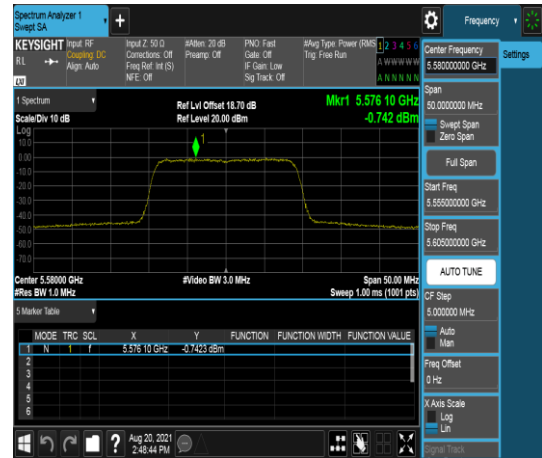 Spectrum Analyzer 1
Swept SA
+
Frequency
KEYSIGHT
RL
LXI
Input: RF
Coupling: DC
Align: Auto
Input Z: 50 Ω
Corrections: Off
Freq Ref: Int (S)
NFE: Off
#Atten: 20 dB
Preamp: Off
PNO: Fast
Gate: Off
IF Gain: Low
Sig Track: Off
#Avg Type: Power (RMS
Trig: Free Run
1 2 3 4 5 6
A W W W W W
A N N N N N
1 Spectrum
Scale/Div 10 dB
Ref Lvl Offset 18.70 dB
Ref Level 20.00 dBm
Mkr1 5.576 10 GHz
-0.742 dBm
Log
10.0
0.00
-10.0
-20.0
-30.0
-40.0
-50.0
-60.0
-70.0
1
Center 5.58000 GHz
#Res BW 1.0 MHz
#Video BW 3.0 MHz
Span 50.00 MHz
Sweep 1.00 ms (1001 pts)
5 Marker Table
MODE TRC SCL X Y FUNCTION FUNCTION WIDTH FUNCTION VALUE
1 N 1 f 5.576 10 GHz -0.7423 dBm
2
3
4
5
6
?
Aug 20, 2021
2:48:44 PM
Settings
Center Frequency
5.580000000 GHz
Span
50.0000000 MHz
Swept Span
Zero Span
Full Span
Start Freq
5.555000000 GHz
Stop Freq
5.605000000 GHz
AUTO TUNE
CF Step
5.000000 MHz
Auto
Man
Freq Offset
0 Hz
X Axis Scale
Log
Lin
Signal Track